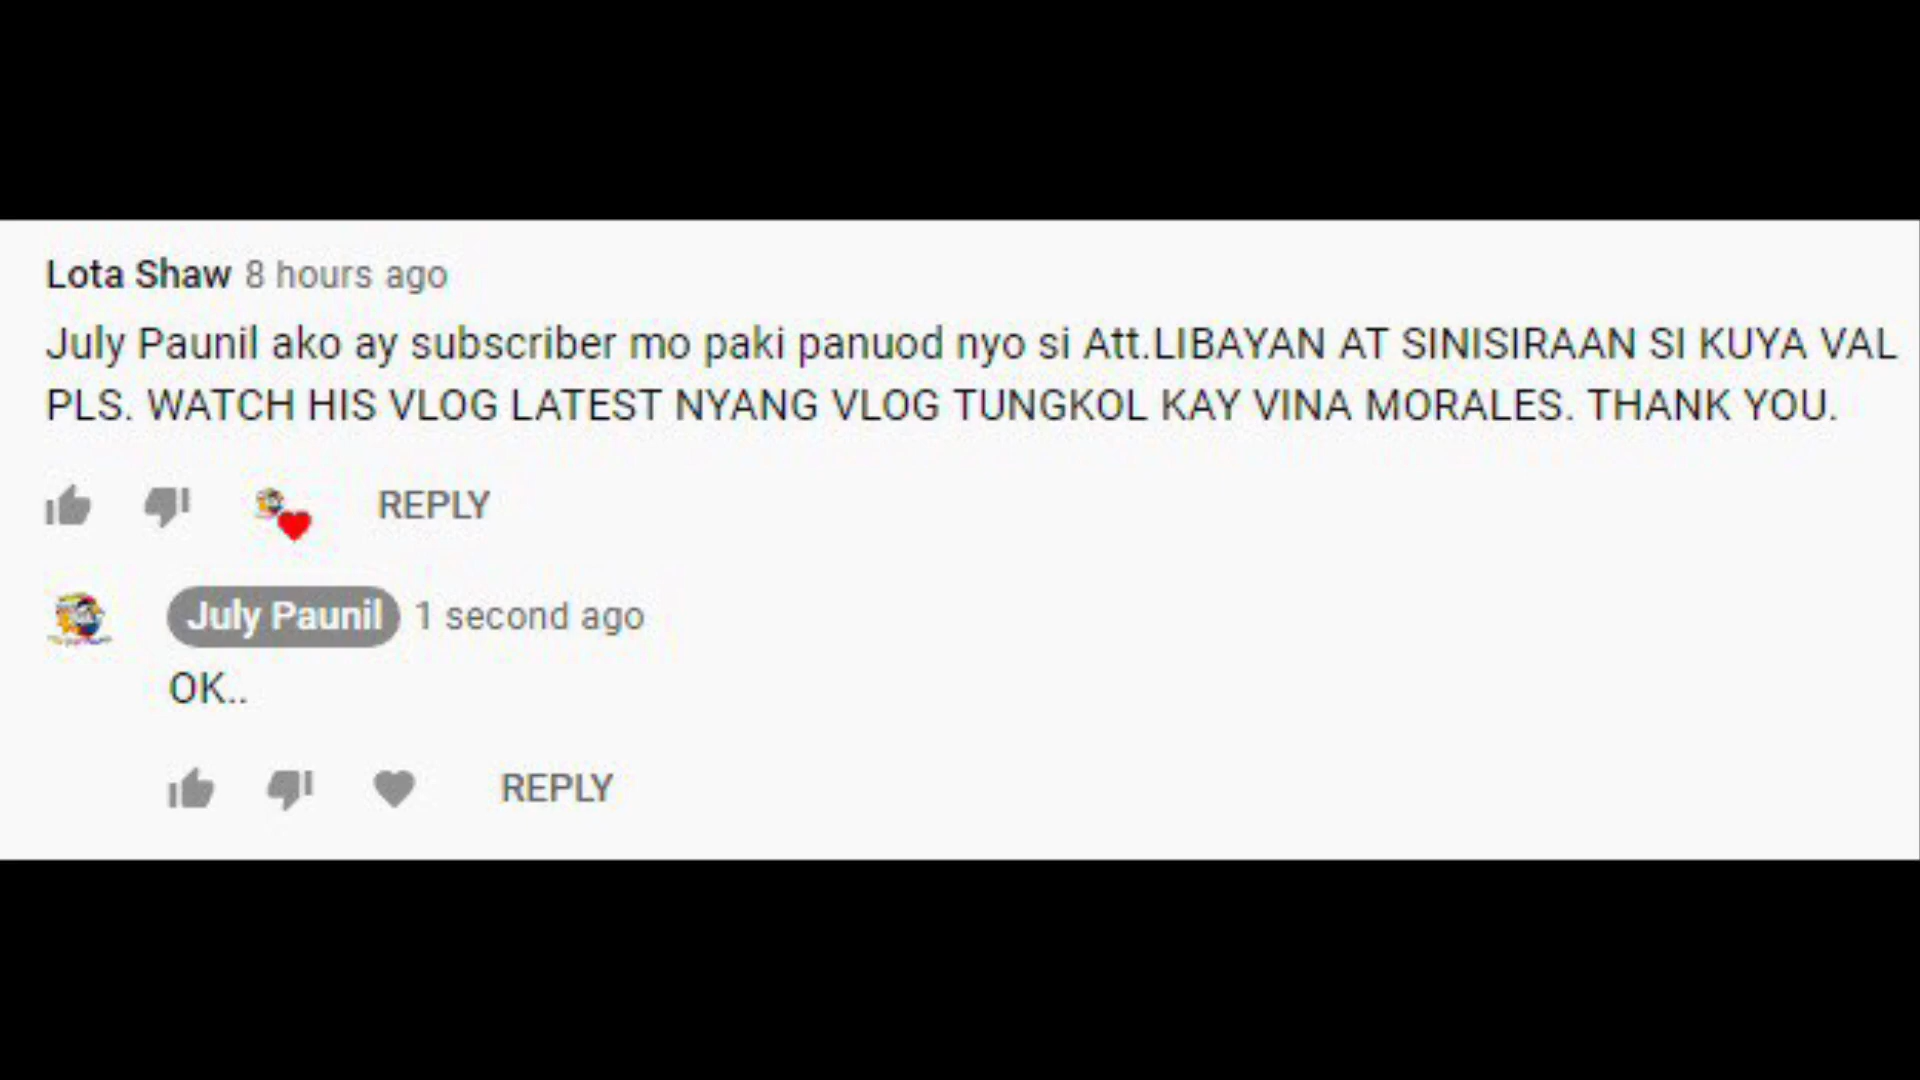 Lota Shaw 8 hours ago
July Paunil ako ay subscriber mo paki panuod nyo si Att.LIBAYAN AT SINISIRAAN SI KUYA VAL
PLS. WATCH HIS VLOG LATEST NYANG VLOG TUNGKOL KAY VINA MORALES. THANK YOU.
REPLY
July Paunil 1 second ago
OK..
REPLY